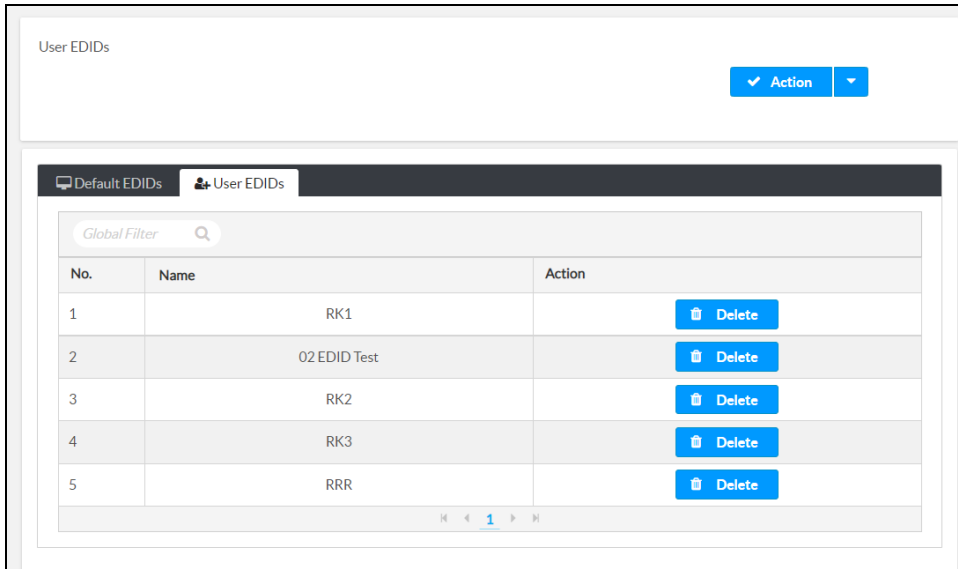 User EDIDs
Action
Default EDIDs User EDIDs
Global Filter
No. Name Action
1 RK1 Delete
2 02 EDID Test Delete
3 RK2 Delete
4 RK3 Delete
5 RRR Delete
1